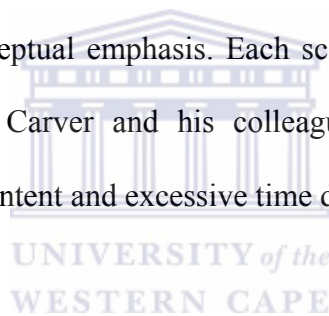 eptual emphasis. Each sc
Carver and his colleagu
ntent and excessive time d
UNIVERSITY of the
WESTERN CAPE